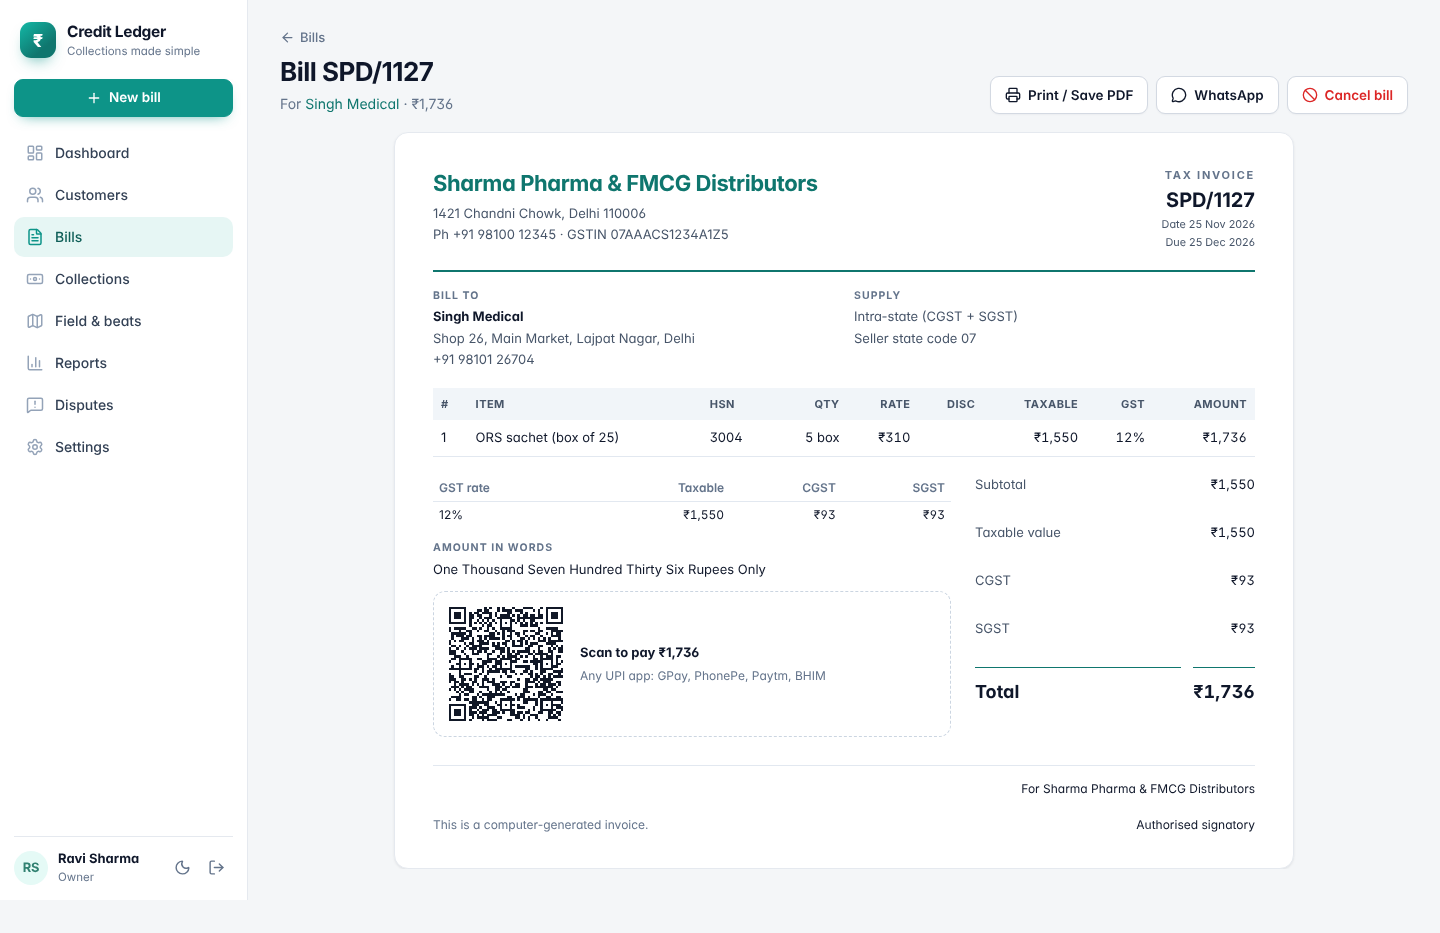 ₹
Credit Ledger
Collections made simple
New bill
Dashboard
Customers
Bills
Collections
Field & beats
Reports
Disputes
Settings
RS
Ravi Sharma
Owner
Bills
Bill SPD/1127
For Singh Medical · ₹1,736
Print / Save PDF
WhatsApp
Cancel bill
Sharma Pharma & FMCG Distributors
1421 Chandni Chowk, Delhi 110006
Ph +91 98100 12345 · GSTIN 07AAACS1234A1Z5
TAX INVOICE
SPD/1127
Date 25 Nov 2026
Due 25 Dec 2026
BILL TO
Singh Medical
Shop 26, Main Market, Lajpat Nagar, Delhi
+91 98101 26704
SUPPLY
Intra-state (CGST + SGST)
Seller state code 07
# ITEM HSN QTY RATE DISC TAXABLE GST AMOUNT
1 ORS sachet (box of 25) 3004 5 box ₹310 ₹1,550 12% ₹1,736
GST rate Taxable CGST SGST
12% ₹1,550 ₹93 ₹93
AMOUNT IN WORDS
One Thousand Seven Hundred Thirty Six Rupees Only
Scan to pay ₹1,736
Any UPI app: GPay, PhonePe, Paytm, BHIM
Subtotal ₹1,550
Taxable value ₹1,550
CGST ₹93
SGST ₹93
Total ₹1,736
For Sharma Pharma & FMCG Distributors
This is a computer-generated invoice.
Authorised signatory